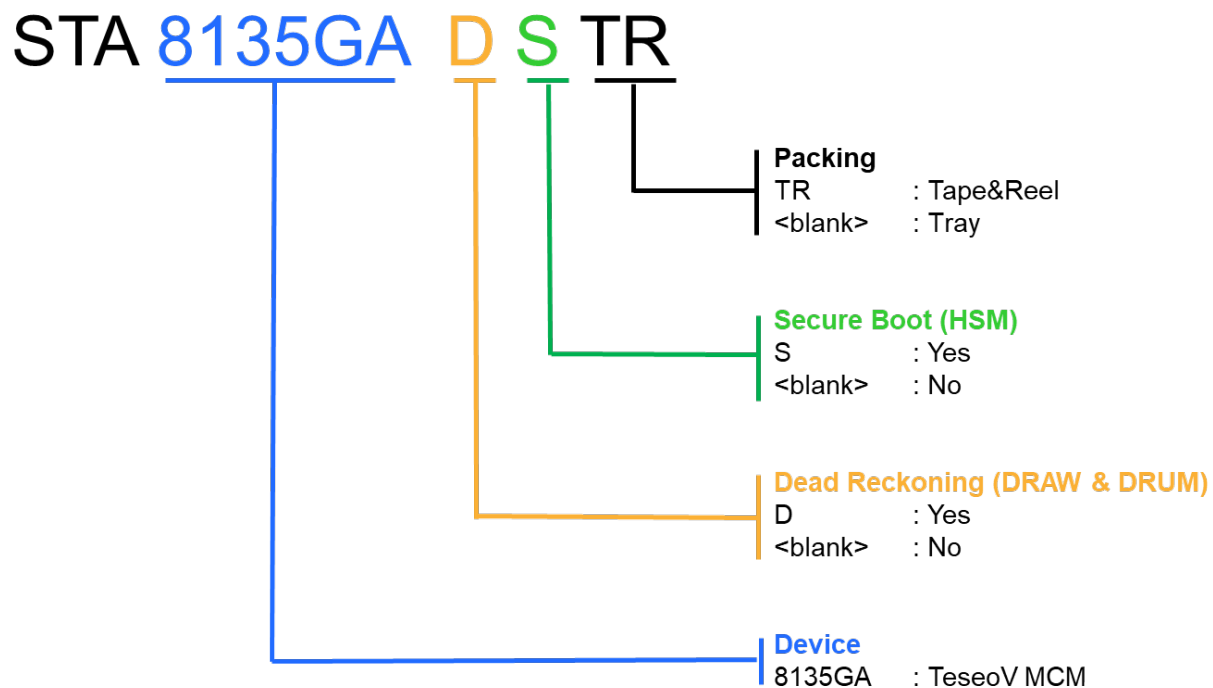 STA 8135GA D S TR
Packing
TR : Tape&Reel
<blank> : Tray
Secure Boot (HSM)
S : Yes
<blank> : No
Dead Reckoning (DRAW & DRUM)
D : Yes
<blank> : No
Device
8135GA : TeseoV MCM